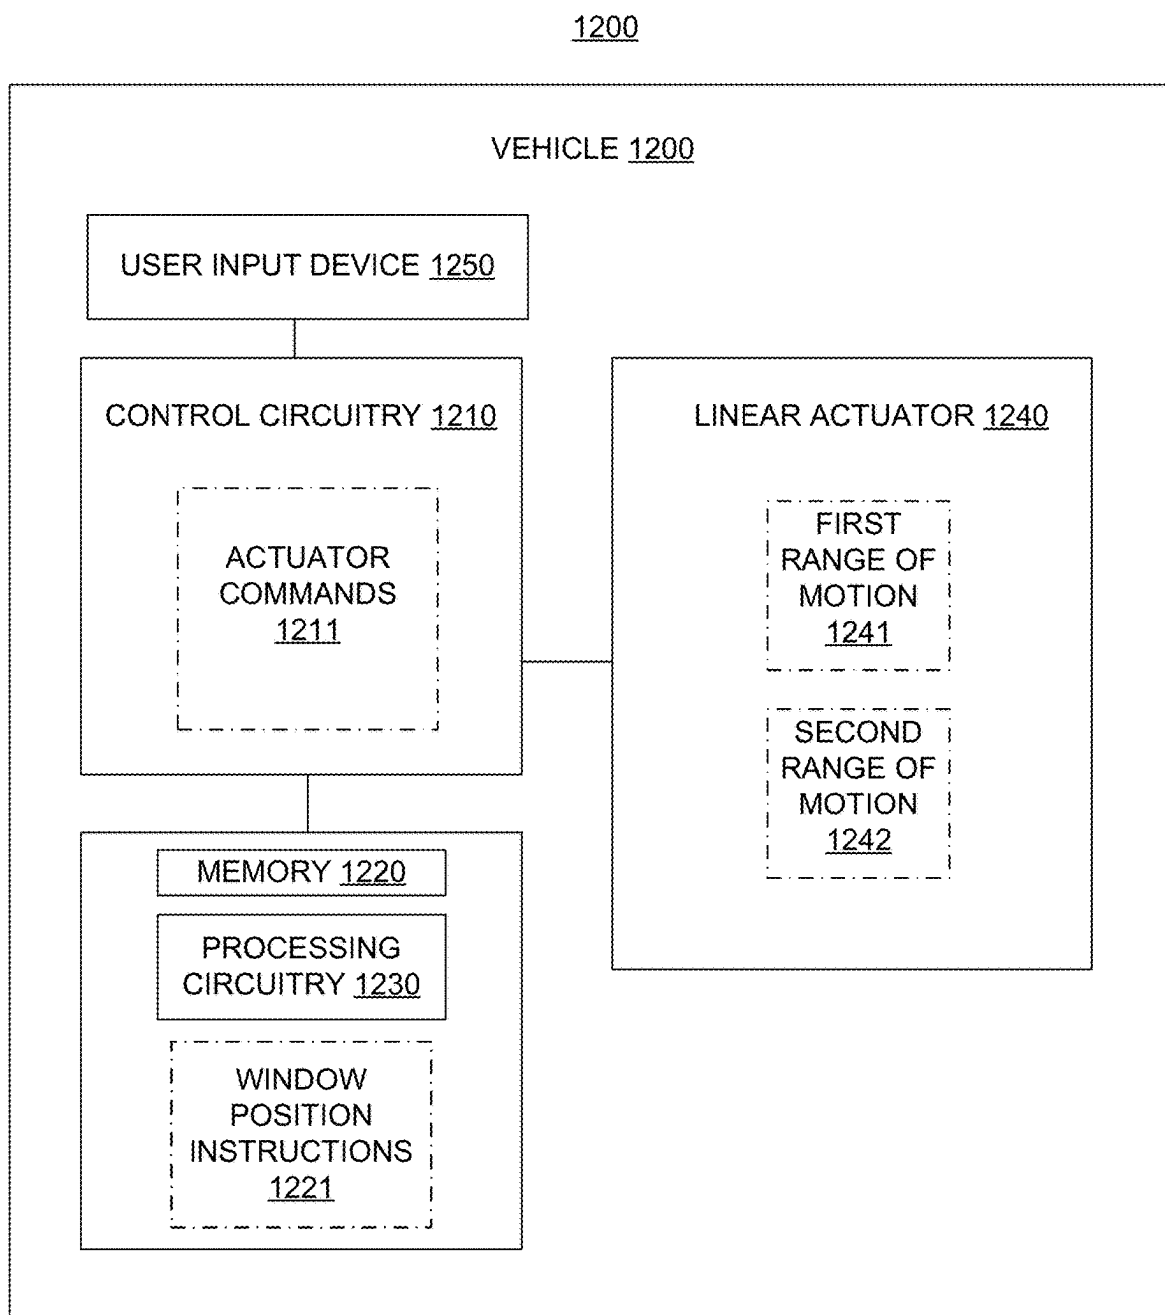 1200
VEHICLE 1200
USER INPUT DEVICE 1250
CONTROL CIRCUITRY 1210
ACTUATOR
COMMANDS
1211
LINEAR ACTUATOR 1240
FIRST
RANGE OF
MOTION
1241
SECOND
RANGE OF
MOTION
1242
MEMORY 1220
PROCESSING
CIRCUITRY 1230
WINDOW
POSITION
INSTRUCTIONS
1221